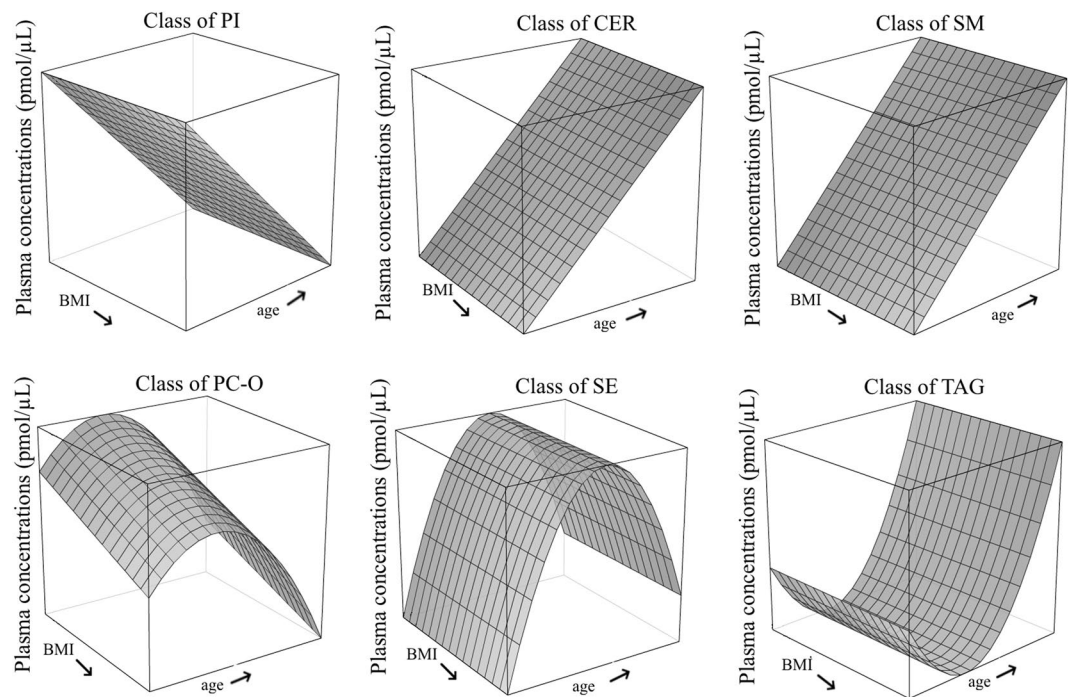 Class of PI
Class of CER
Class of SM
Plasma concentrations (pmol/µL)
Plasma concentrations (pmol/µL)
Plasma concentrations (pmol/µL)
BMI
age
BMI
age
BMI
age
Class of PC-O
Class of SE
Class of TAG
Plasma concentrations (pmol/µL)
Plasma concentrations (pmol/µL)
Plasma concentrations (pmol/µL)
BMI
age
BMI
age
BMI
age